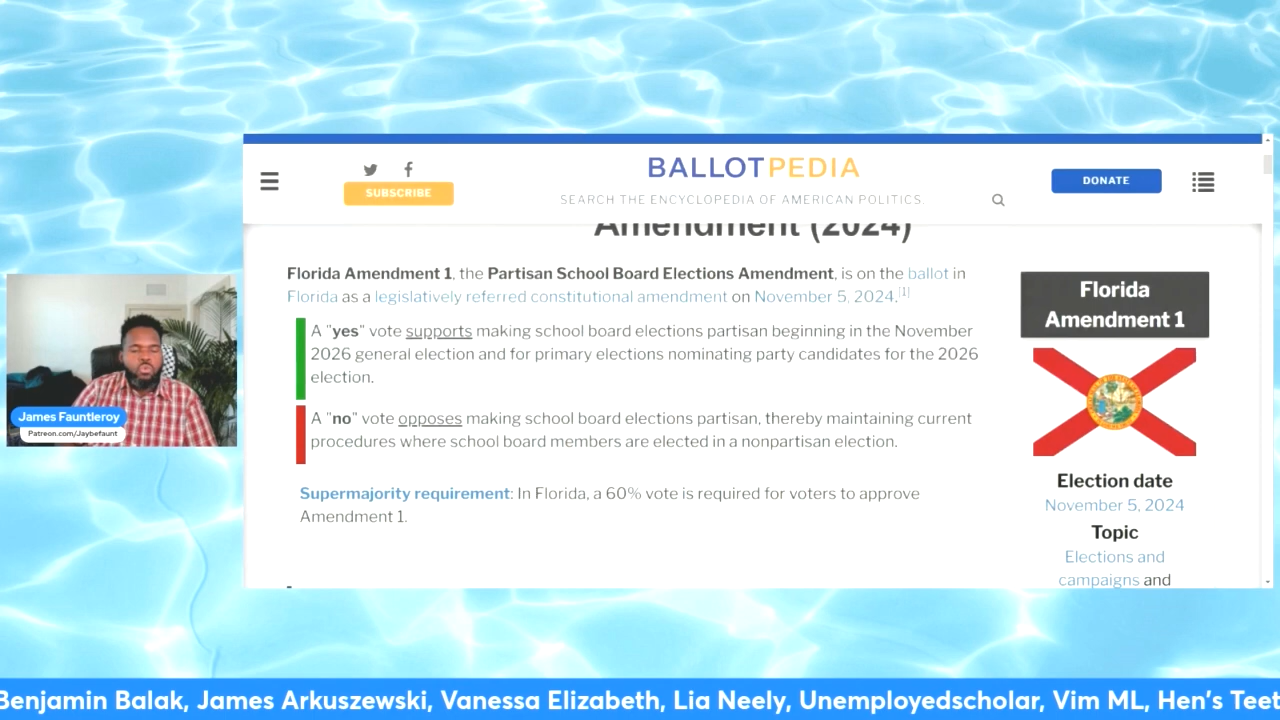 BALLOTPEDIA
SUBSCRIBE
SEARCH THE ENCYCLOPEDIA OF AMERICAN POLITICS.
DONATE
Amendment (2024)
Florida Amendment 1, the Partisan School Board Elections Amendment, is on the ballot in
Florida as a legislatively referred constitutional amendment on November 5, 2024.[1]
A "yes" vote supports making school board elections partisan beginning in the November
2026 general election and for primary elections nominating party candidates for the 2026
election.
A "no" vote opposes making school board elections partisan, thereby maintaining current
procedures where school board members are elected in a nonpartisan election.
Supermajority requirement: In Florida, a 60% vote is required for voters to approve
Amendment 1.
Florida
Amendment 1
Election date
November 5, 2024
Topic
Elections and
campaigns and
James Fauntleroy
Patreon.com/Jaybefaunt
Benjamin Balak, James Arkuszewski, Vanessa Elizabeth, Lia Neely, Unemployedscholar, Vim ML, Hen's Teet